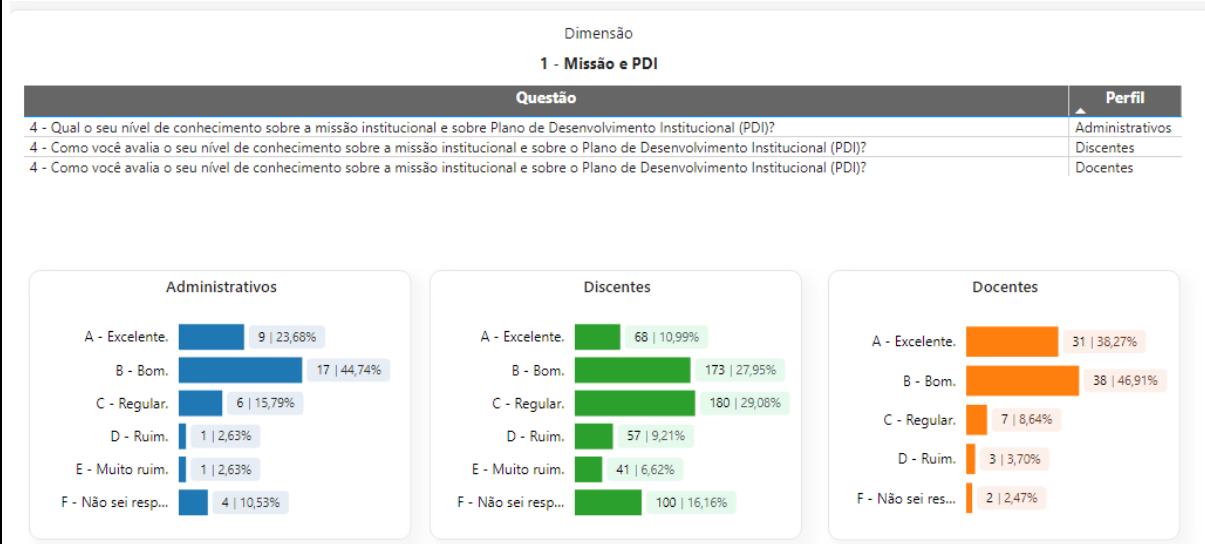 Dimensão
1 - Missão e PDI
Questão Perfil
4 - Qual o seu nível de conhecimento sobre a missão institucional e sobre Plano de Desenvolvimento Institucional (PDI)? Administrativos
4 - Como você avalia o seu nível de conhecimento sobre a missão institucional e sobre o Plano de Desenvolvimento Institucional (PDI)? Discentes
4 - Como você avalia o seu nível de conhecimento sobre a missão institucional e sobre o Plano de Desenvolvimento Institucional (PDI)? Docentes
Administrativos
A - Excelente. 9 | 23,68%
B - Bom. 17 | 44,74%
C - Regular. 6 | 15,79%
D - Ruim. 1 | 2,63%
E - Muito ruim. 1 | 2,63%
F - Não sei resp... 4 | 10,53%
Discentes
A - Excelente. 68 | 10,99%
B - Bom. 173 | 27,95%
C - Regular. 180 | 29,08%
D - Ruim. 57 | 9,21%
E - Muito ruim. 41 | 6,62%
F - Não sei resp... 100 | 16,16%
Docentes
A - Excelente. 31 | 38,27%
B - Bom. 38 | 46,91%
C - Regular. 7 | 8,64%
D - Ruim. 3 | 3,70%
F - Não sei res... 2 | 2,47%